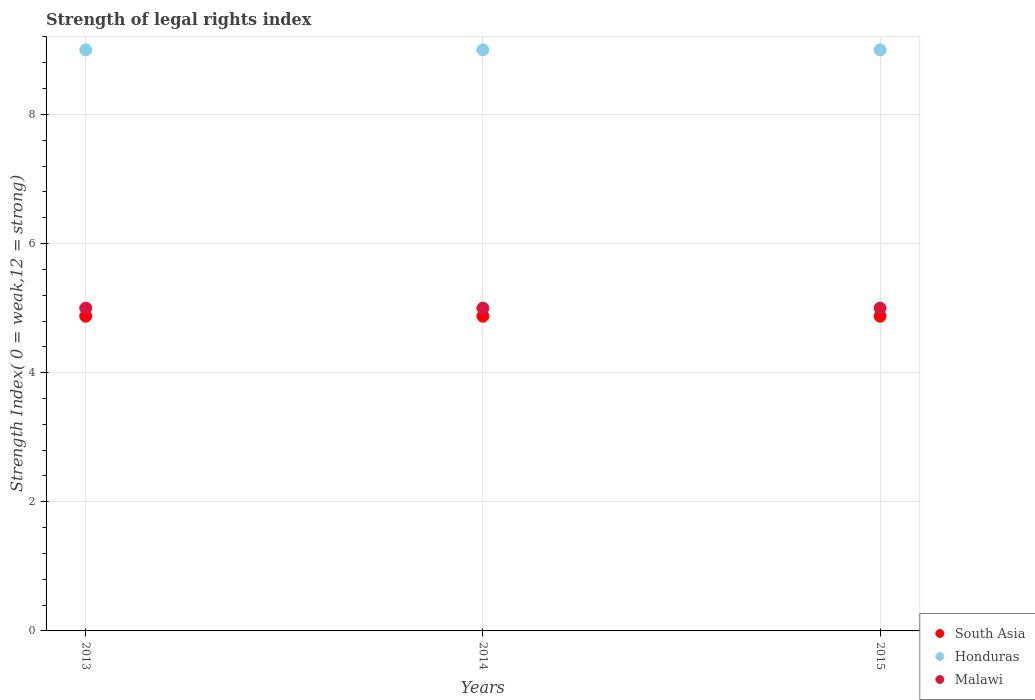 Strength of legal rights index
Strength Index( 0 = weak,12 = strong)
8
6
4
2
0
2013
2014
2015
Years
South Asia
Honduras
Malawi